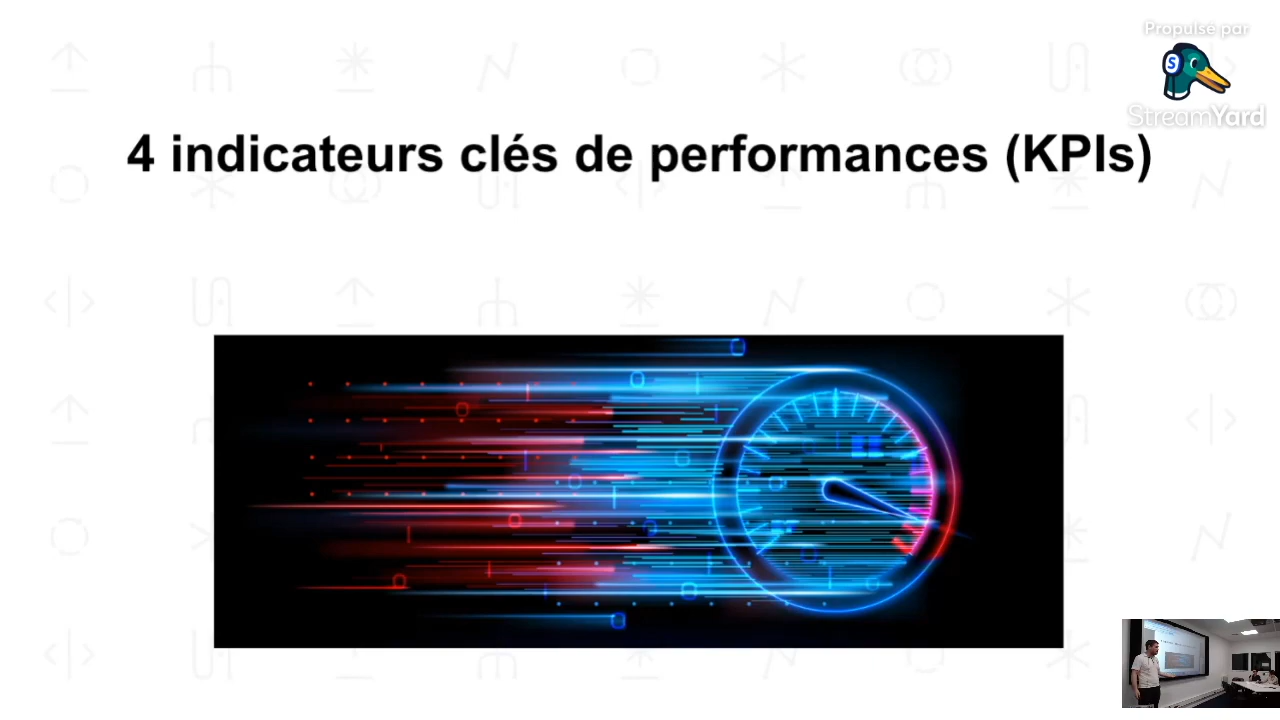 Propulsé par
StreamYard
4 indicateurs clés de performances (KPIs)